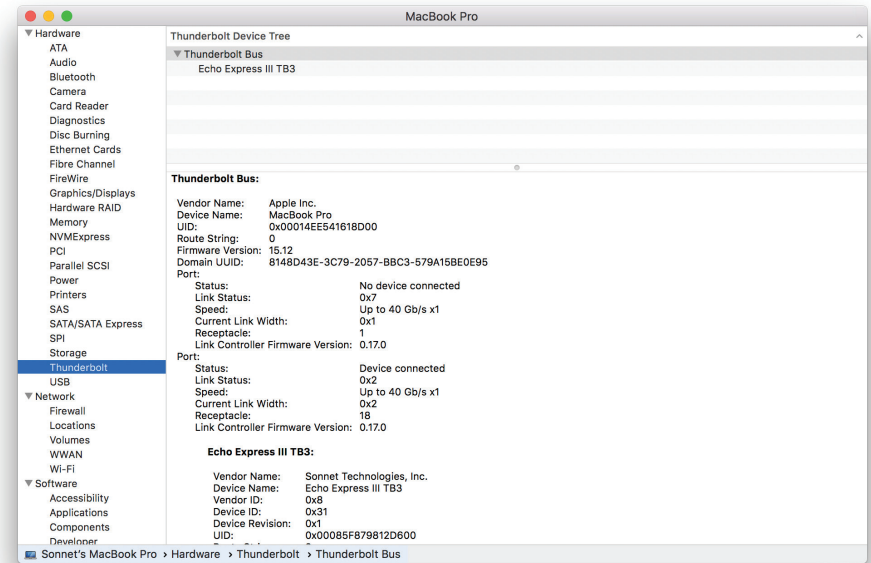 MacBook Pro
Hardware
ATA
Audio
Bluetooth
Camera
Card Reader
Diagnostics
Disc Burning
Ethernet Cards
Fibre Channel
FireWire
Graphics/Displays
Hardware RAID
Memory
NVMExpress
PCI
Parallel SCSI
Power
Printers
SAS
SATA/SATA Express
SPI
Storage
Thunderbolt
USB
Network
Firewall
Locations
Volumes
WWAN
Wi-Fi
Software
Accessibility
Applications
Components
Developer
Thunderbolt Device Tree
Thunderbolt Bus
Echo Express III TB3
Thunderbolt Bus:
Vendor Name: Apple Inc.
Device Name: MacBook Pro
UID: 0x00014EE541618D00
Route String: 0
Firmware Version: 15.12
Domain UUID: 8148D43E-3C79-2057-BBC3-579A15BE0E95
Port:
Status: No device connected
Link Status: 0x7
Speed: Up to 40 Gb/s x1
Current Link Width: 0x1
Receptacle: 1
Link Controller Firmware Version: 0.17.0
Port:
Status: Device connected
Link Status: 0x2
Speed: Up to 40 Gb/s x1
Current Link Width: 0x2
Receptacle: 18
Link Controller Firmware Version: 0.17.0
Echo Express III TB3:
Vendor Name: Sonnet Technologies, Inc.
Device Name: Echo Express III TB3
Vendor ID: 0x8
Device ID: 0x31
Device Revision: 0x1
UID: 0x00085F879812D600
Sonnet's MacBook Pro › Hardware › Thunderbolt › Thunderbolt Bus